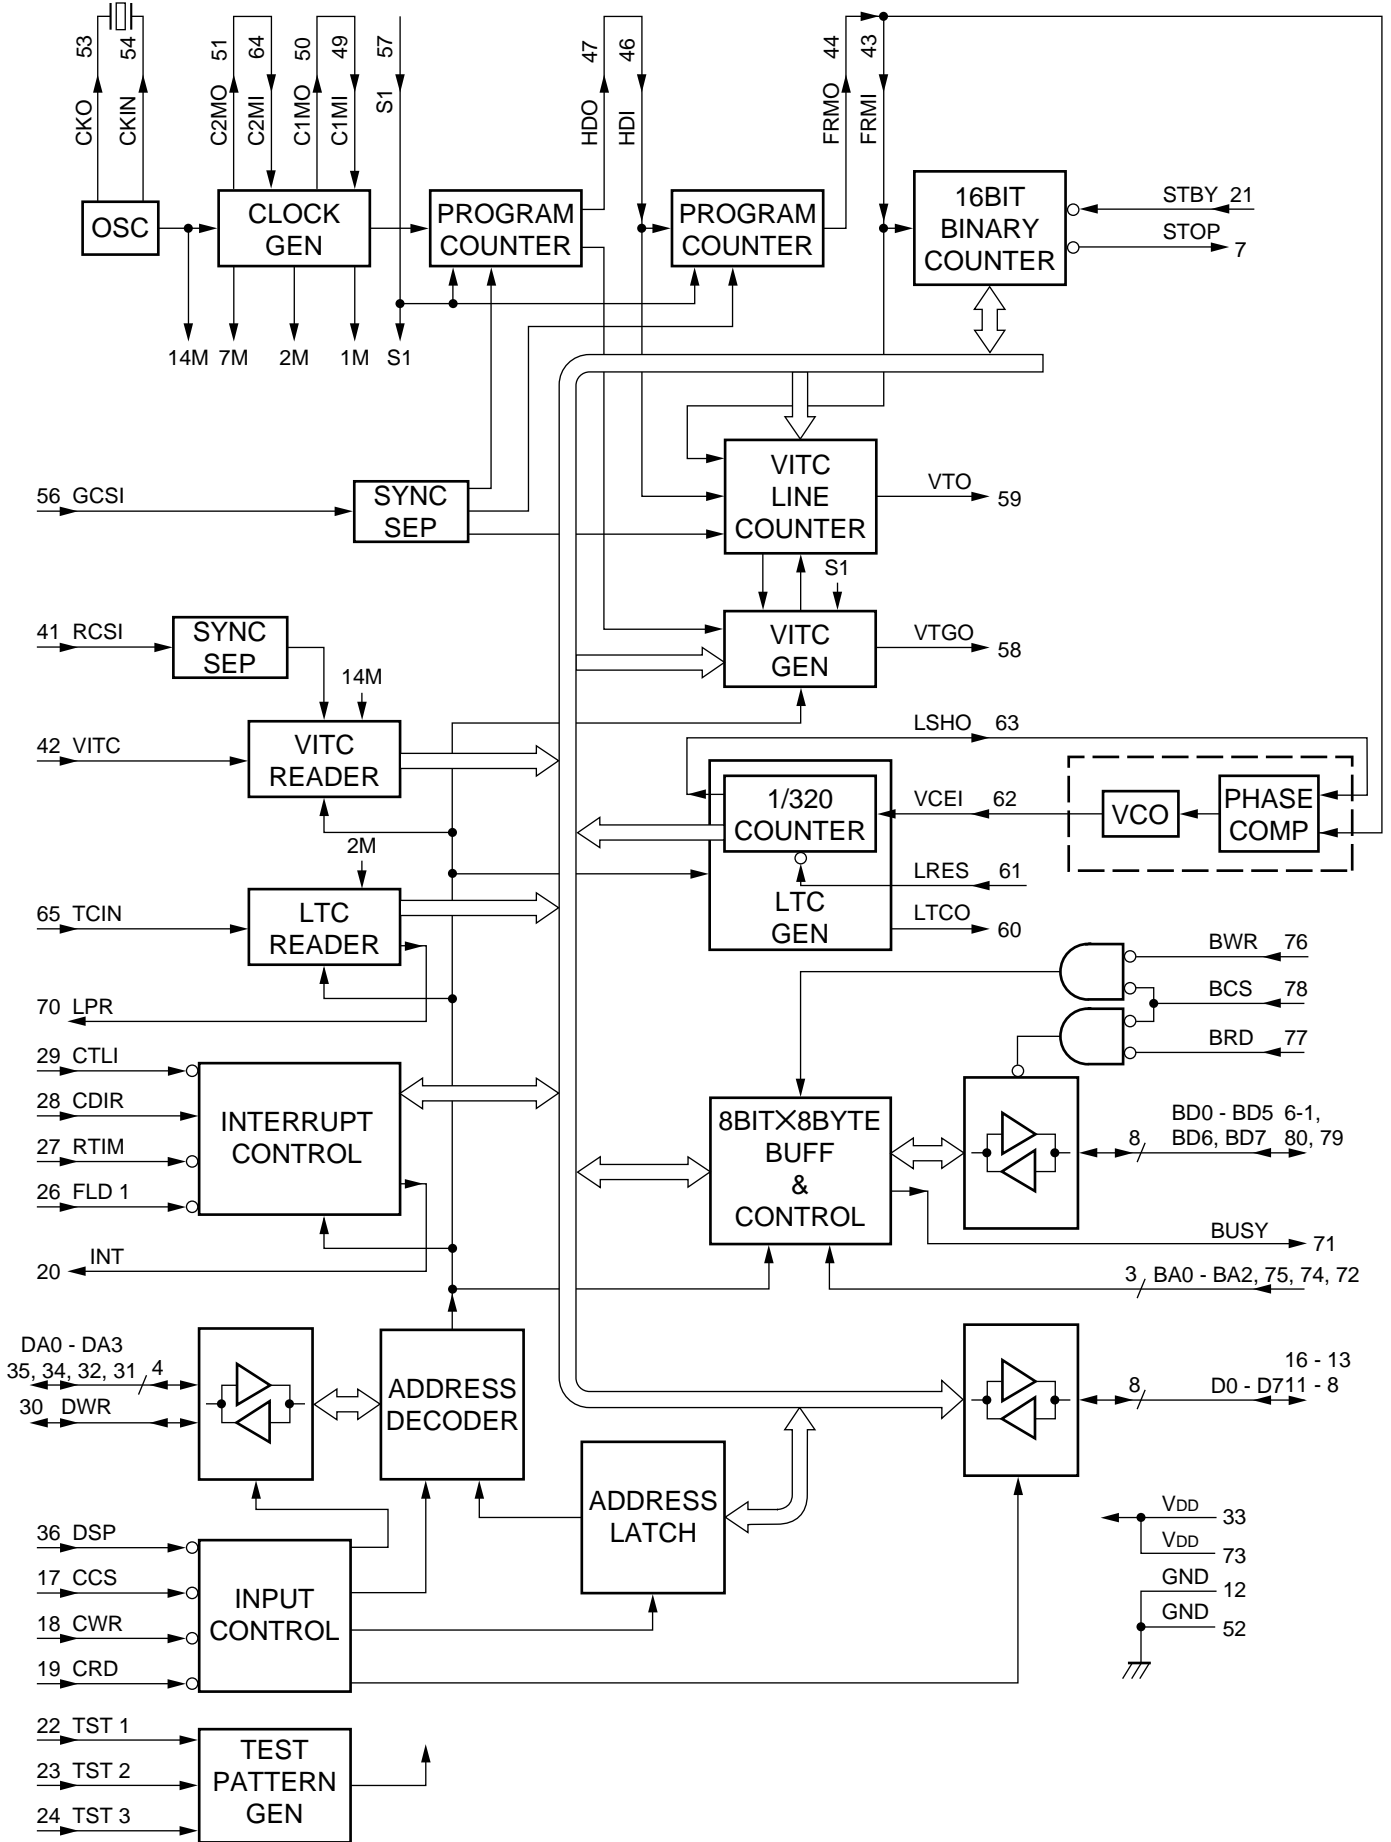 53
54
51
64
50
49
57
47
46
44
43
CKO
CKIN
C2MO
C2MI
C1MO
C1MI
S1
HDO
HDI
FRMO
FRMI
OSC
CLOCK
GEN
PROGRAM
COUNTER
PROGRAM
COUNTER
16BIT
BINARY
COUNTER
STBY 21
STOP
7
14M 7M 2M 1M S1
56 GCSI
SYNC
SEP
VITC
LINE
COUNTER
VTO
59
S1
41 RCSI
SYNC
SEP
VITC
GEN
VTGO
58
14M
42 VITC
VITC
READER
LSHO 63
1/320
COUNTER
VCEI 62
VCO
PHASE
COMP
2M
LRES 61
65 TCIN
LTC
READER
LTC
GEN
LTCO
60
BWR 76
BCS 78
BRD 77
70 LPR
29 CTLI
28 CDIR
27 RTIM
26 FLD 1
INTERRUPT
CONTROL
8BIT×8BYTE
BUFF
&
CONTROL
BD0 - BD5 6-1,
8 BD6, BD7 80, 79
BUSY
71
20 INT
3 BA0 - BA2, 75, 74, 72
DA0 - DA3
35, 34, 32, 31 4
30 DWR
ADDRESS
DECODER
16 - 13
8 D0 - D711 - 8
ADDRESS
LATCH
36 DSP
17 CCS
18 CWR
19 CRD
INPUT
CONTROL
VDD
33
VDD
73
GND
12
GND
52
22 TST 1
23 TST 2
24 TST 3
TEST
PATTERN
GEN